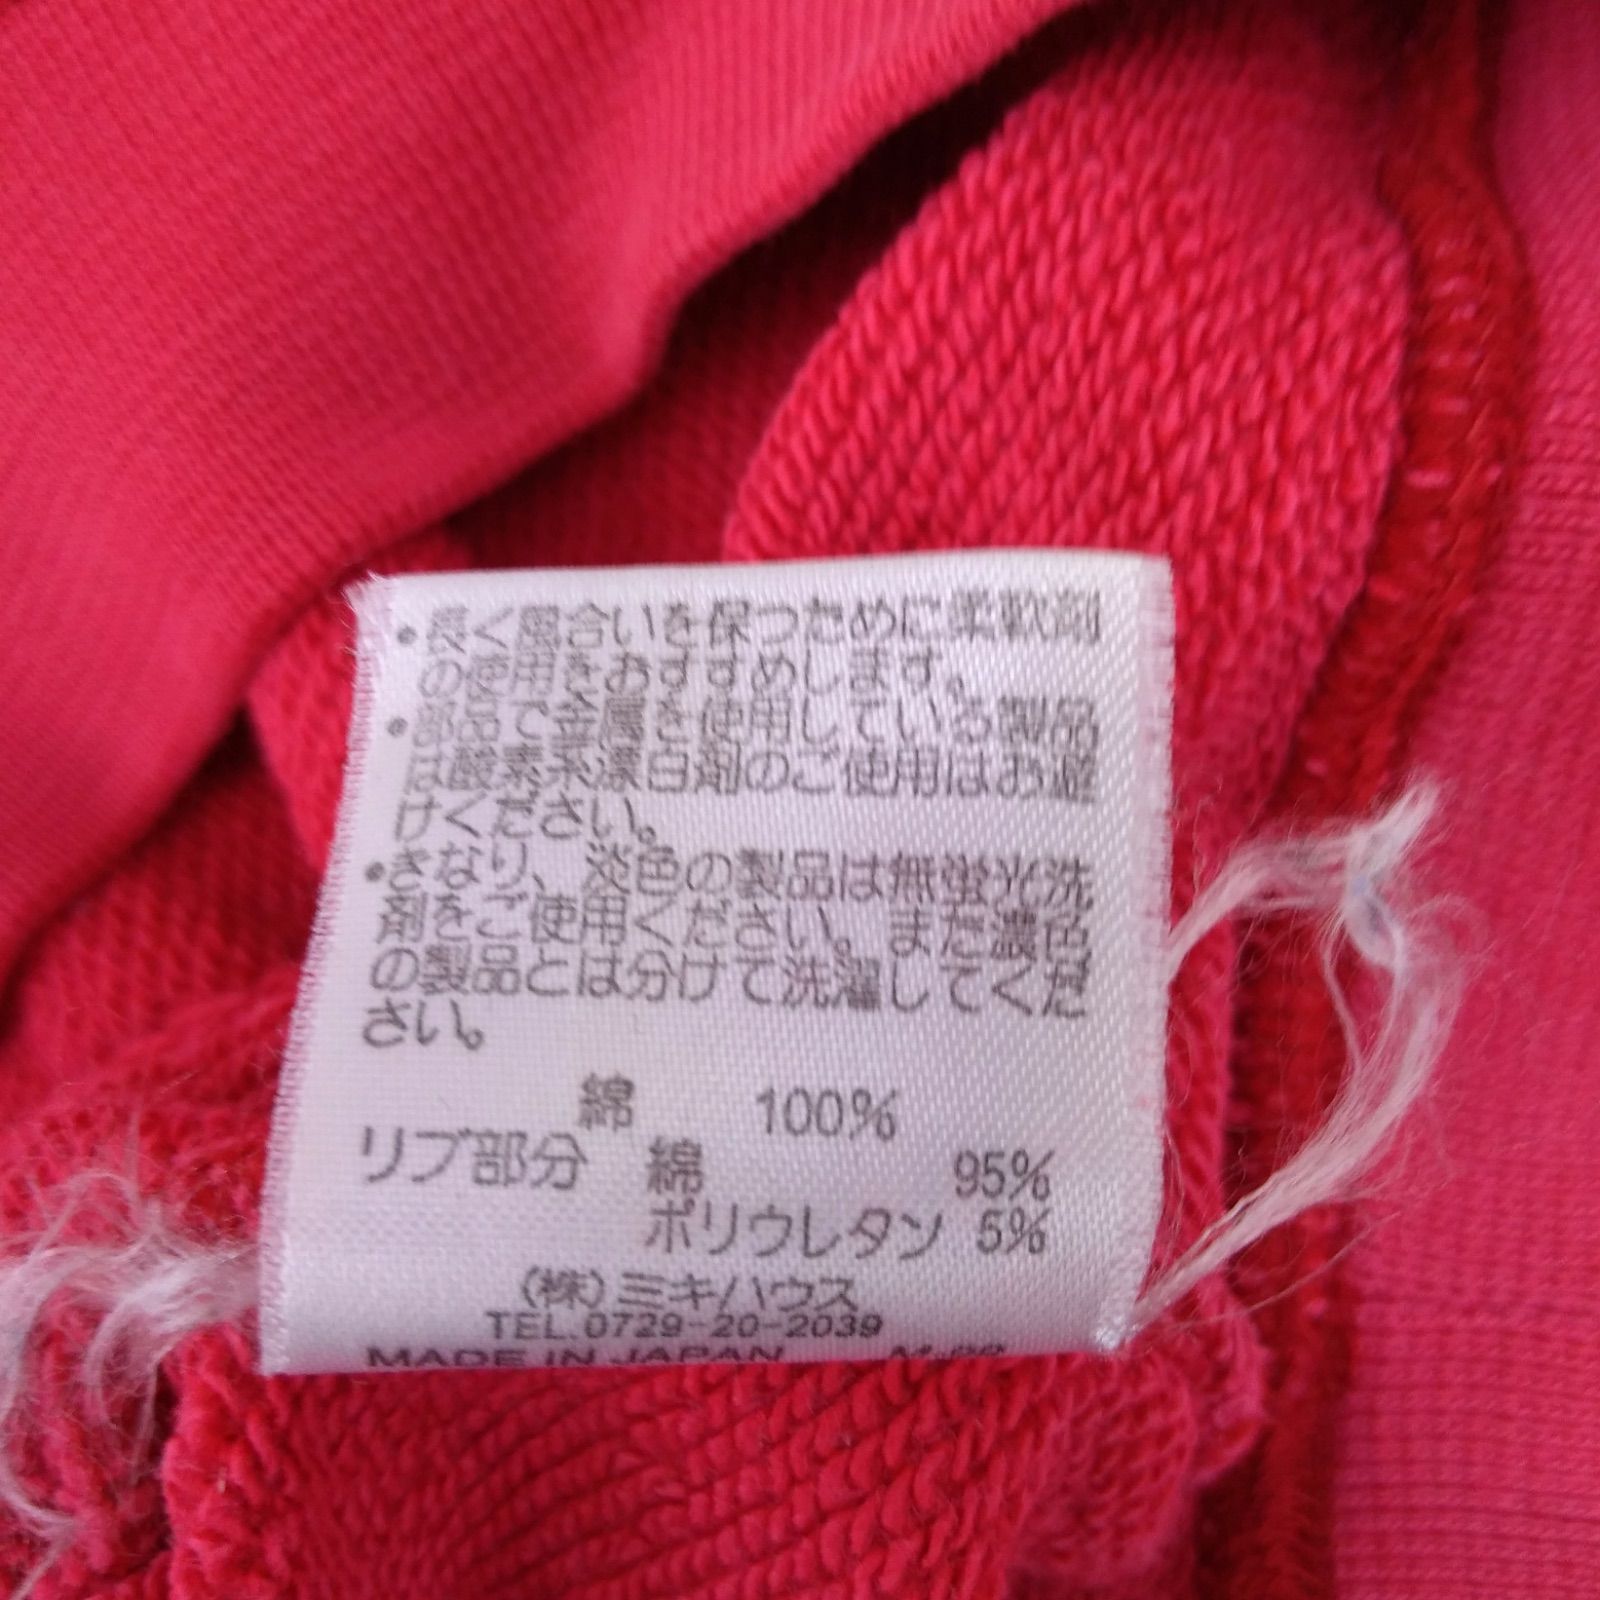 ・良く風合いを保つために柔軟剤
の使用をおすすめします。
・部品で金属を使用している製品
は酸素系漂白剤のご使用はお避
けください。
・きなり、淡色の製品は無蛍光洗
剤をご使用ください。また濃色
の製品とは分けて洗濯してくだ
さい。
綿 100%
リブ部分 綿 95%
ポリウレタン 5%
(株)ミキハウス
TEL.0729-20-2039
MADE IN JAPAN